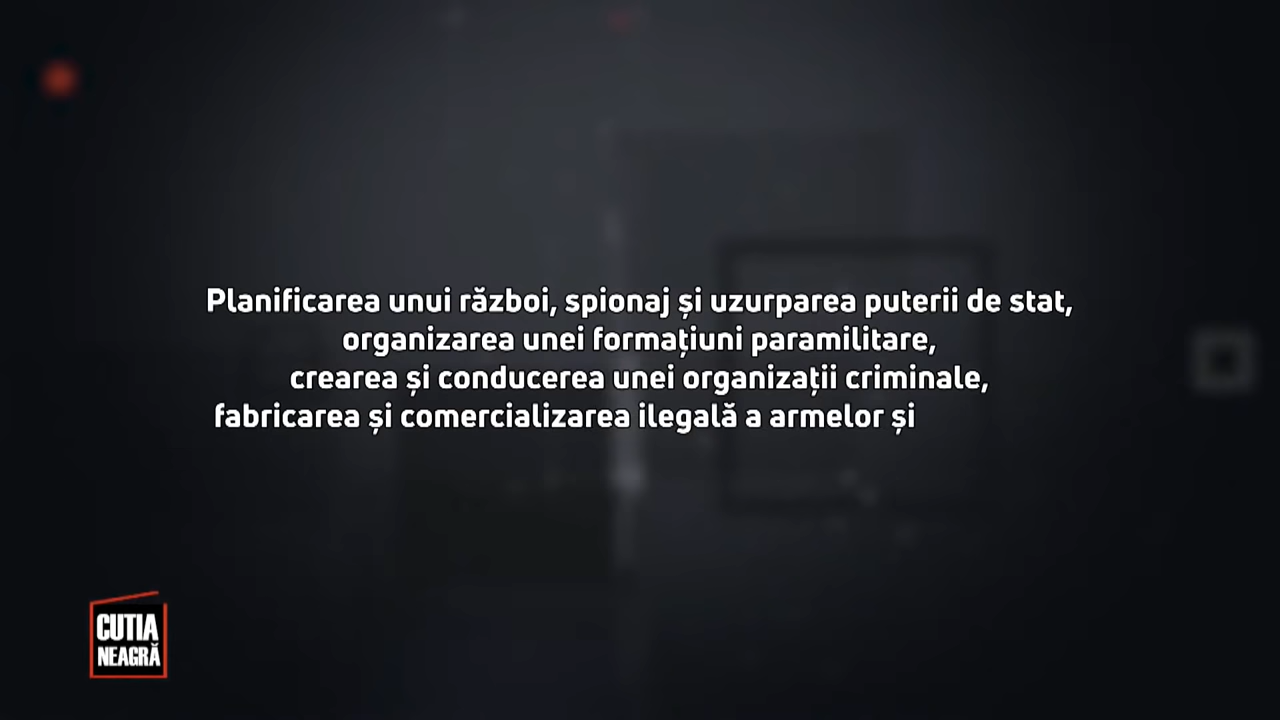 Planificarea unui război, spionaj și uzurparea puterii de stat,
organizarea unei formațiuni paramilitare,
crearea și conducerea unei organizații criminale,
fabricarea și comercializarea ilegală a armelor și
CUTIA
NEAGRĂ